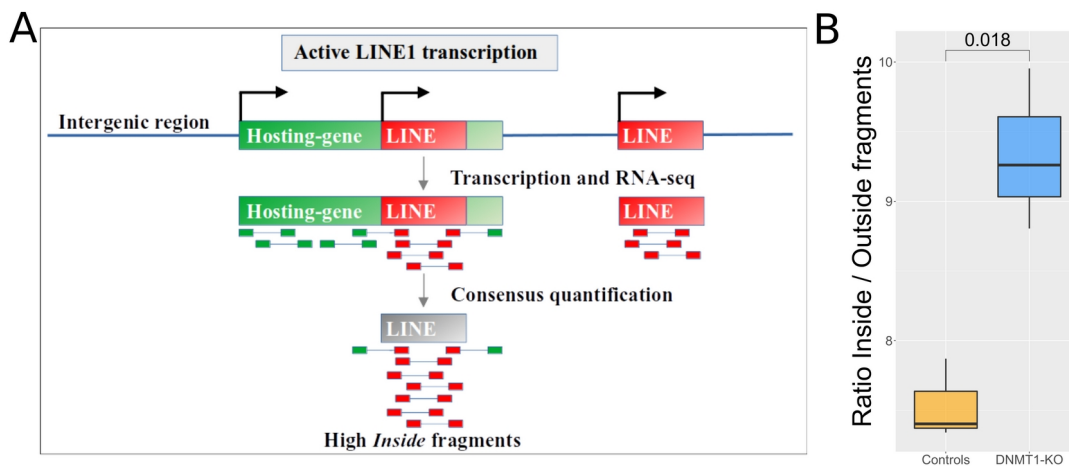 A
Active LINE1 transcription
Intergenic region
Hosting-gene LINE LINE
Transcription and RNA-seq
Hosting-gene LINE LINE
Consensus quantification
LINE
High Inside fragments
B
Ratio Inside / Outside fragments
0.018
10
9
8
Controls DNMT1-KO